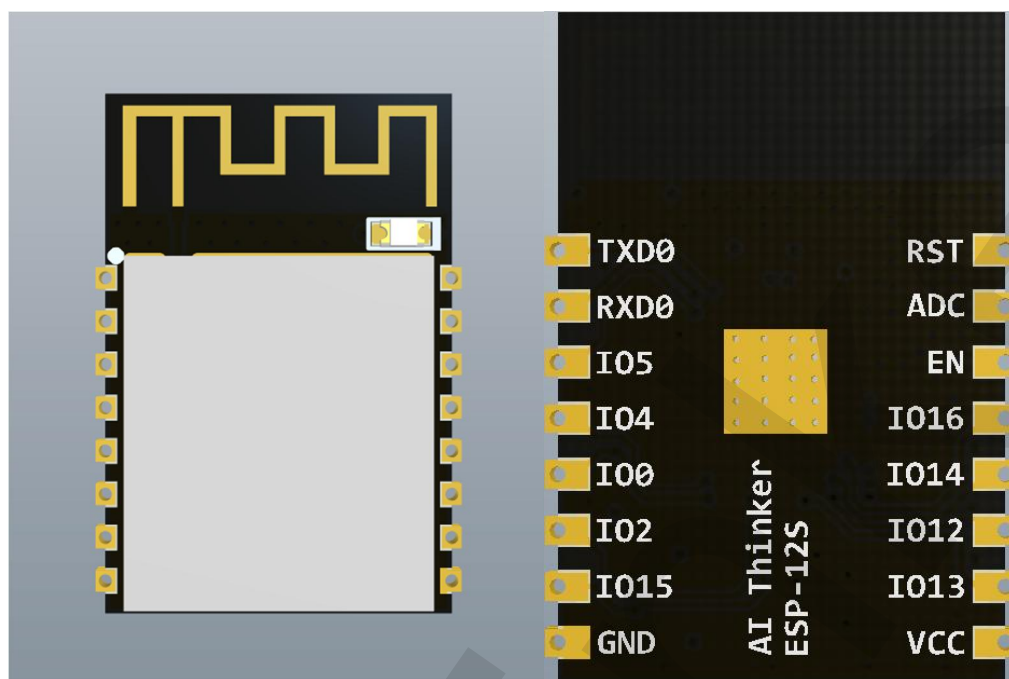 TXD0 RST
RXD0 ADC
IO5 EN
IO4 IO16
IO0 IO14
IO2 IO12
IO15 IO13
GND VCC
AI Thinker
ESP-12S